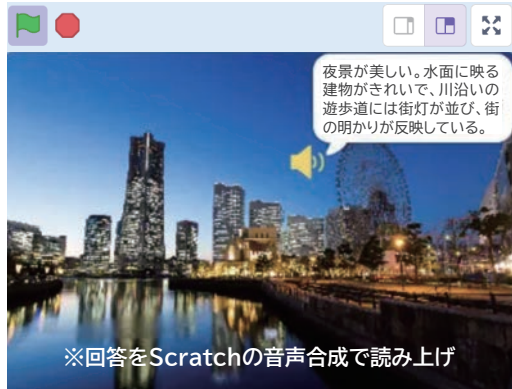 夜景が美しい。水面に映る
建物がきれいで、川沿いの
遊歩道には街灯が並び、街
の明かりが反映している。
※回答をScratchの音声合成で読み上げ